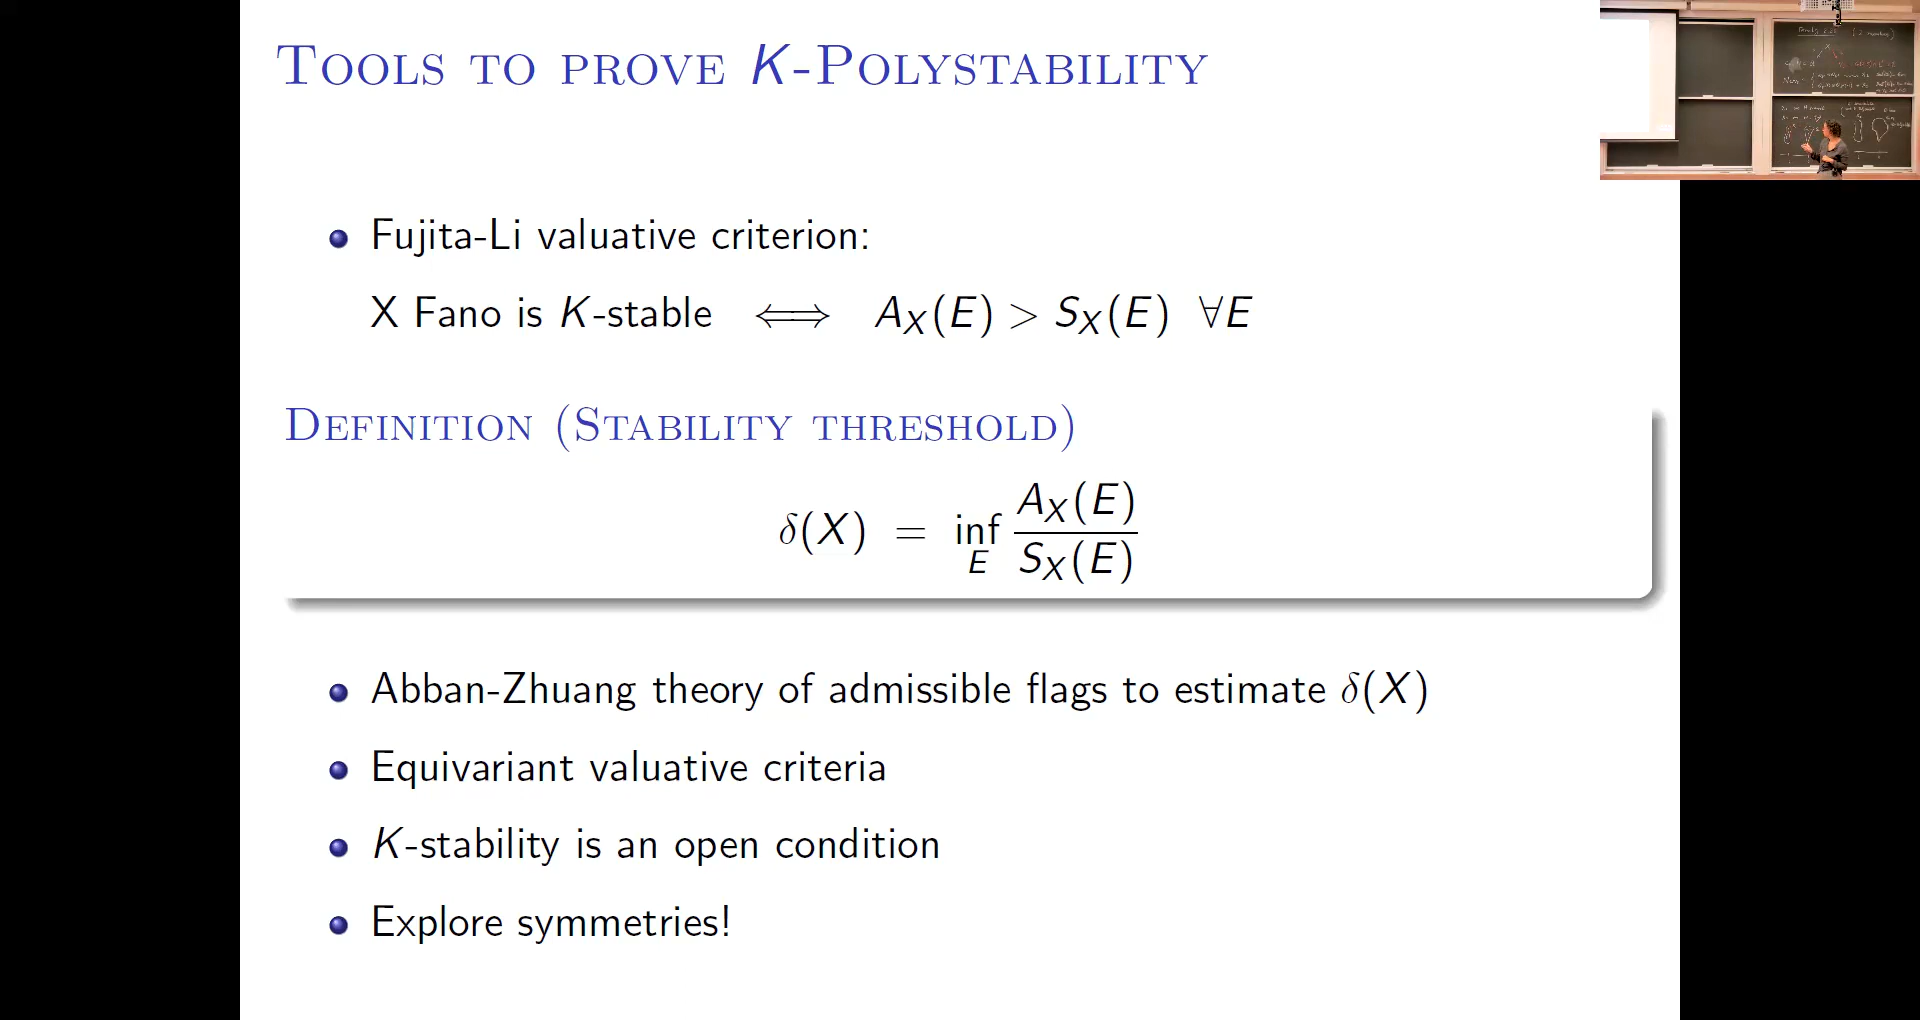 TOOLS TO PROVE K-POLYSTABILITY
Fujita-Li valuative criterion:
X Fano is K-stable ⟺ A_X(E) > S_X(E) ∀E
DEFINITION (STABILITY THRESHOLD)
δ(X) = inf_E A_X(E) / S_X(E)
Abban-Zhuang theory of admissible flags to estimate δ(X)
Equivariant valuative criteria
K-stability is an open condition
Explore symmetries!